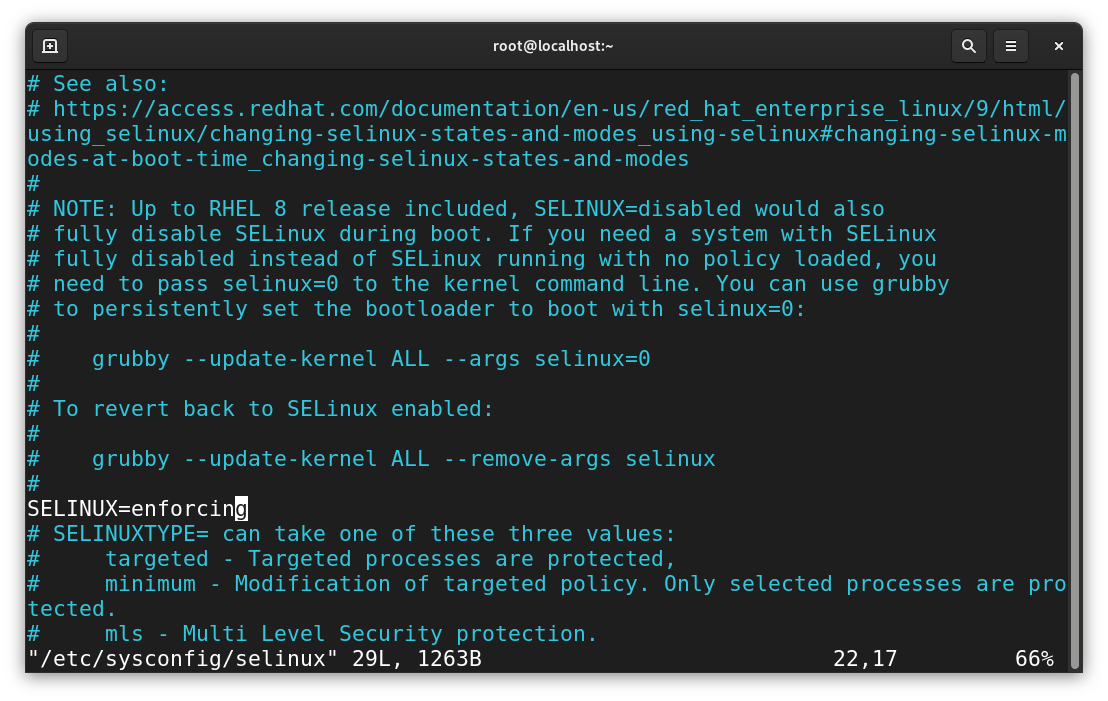 root@localhost:~
# See also:
# https://access.redhat.com/documentation/en-us/red_hat_enterprise_linux/9/html/
using_selinux/changing-selinux-states-and-modes_using-selinux#changing-selinux-m
odes-at-boot-time_changing-selinux-states-and-modes
#
# NOTE: Up to RHEL 8 release included, SELINUX=disabled would also
# fully disable SELinux during boot. If you need a system with SELinux
# fully disabled instead of SELinux running with no policy loaded, you
# need to pass selinux=0 to the kernel command line. You can use grubby
# to persistently set the bootloader to boot with selinux=0:
#
#    grubby --update-kernel ALL --args selinux=0
#
# To revert back to SELinux enabled:
#
#    grubby --update-kernel ALL --remove-args selinux
#
SELINUX=enforcing
# SELINUXTYPE= can take one of these three values:
#     targeted - Targeted processes are protected,
#     minimum - Modification of targeted policy. Only selected processes are pro
tected.
#     mls - Multi Level Security protection.
"/etc/sysconfig/selinux" 29L, 1263B 22,17 66%